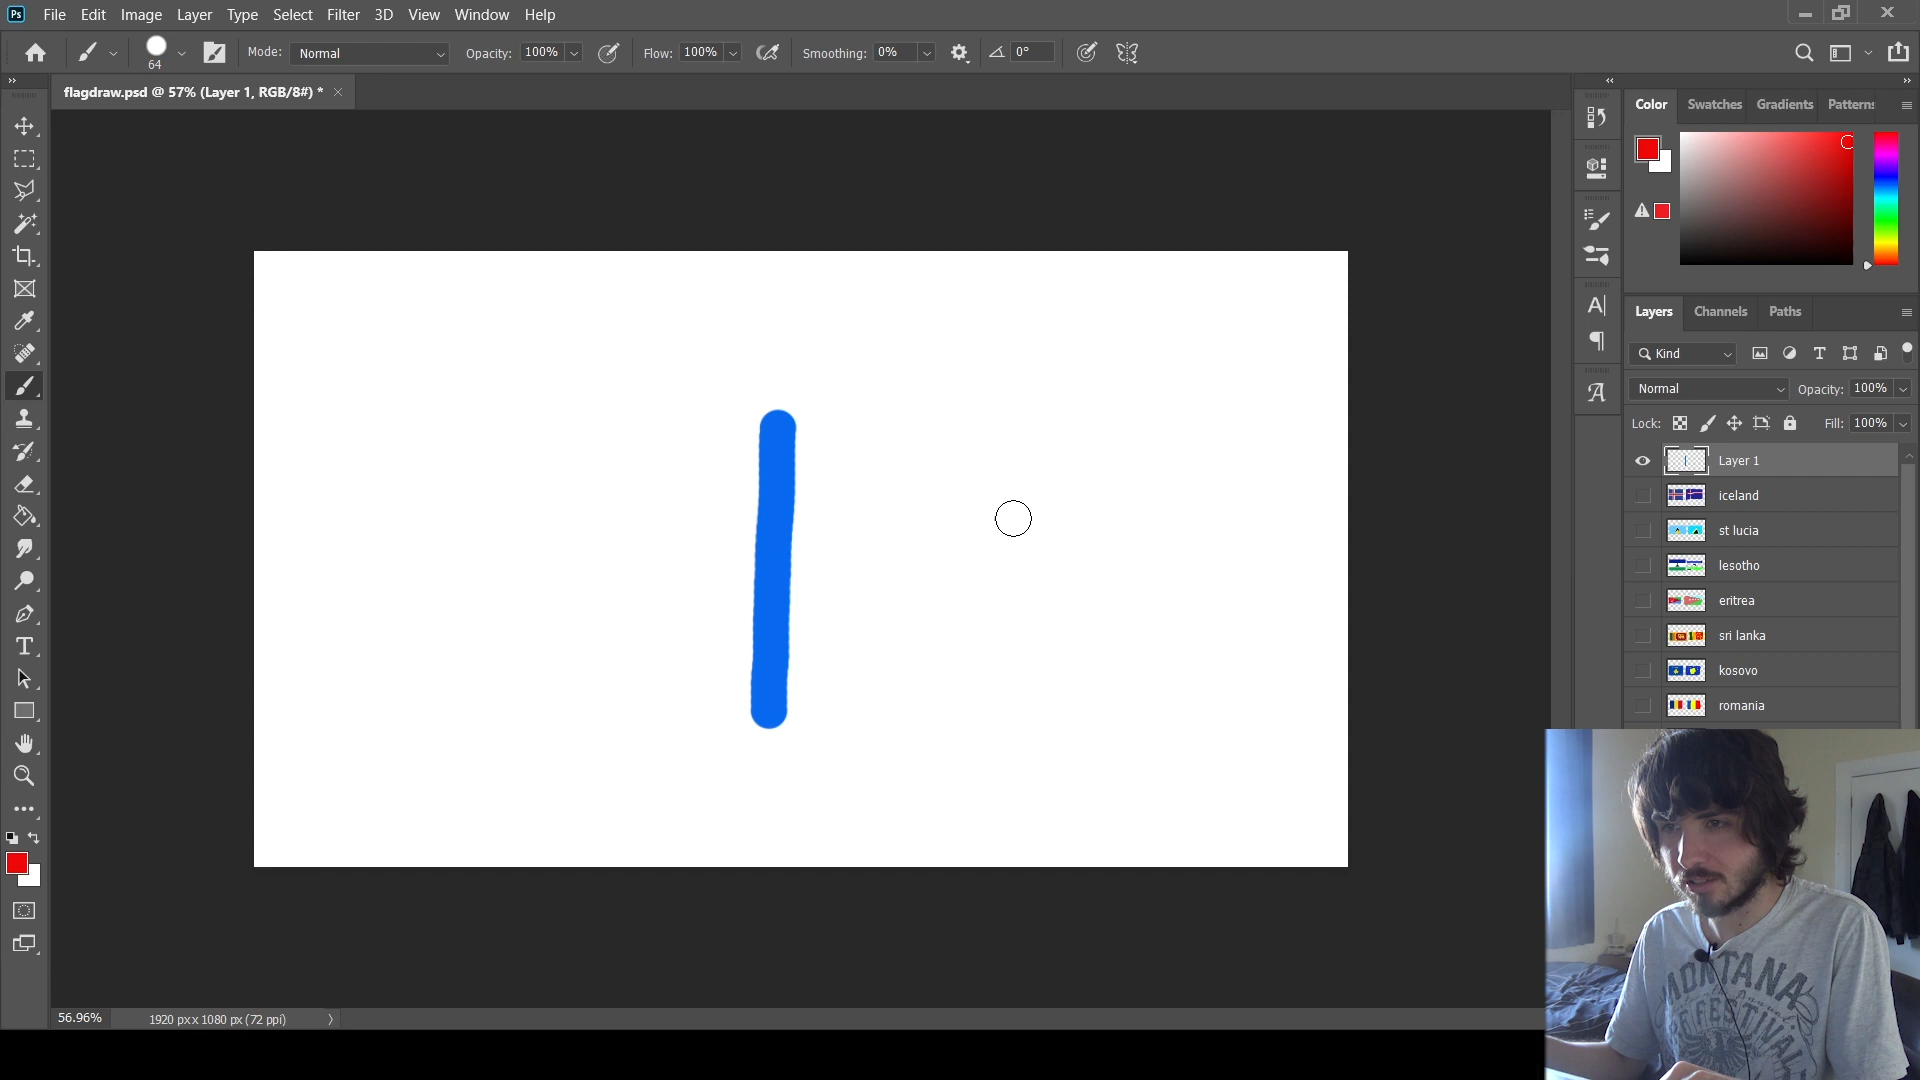 Ps File Edit Image Layer Type Select Filter 3D View Window Help
64 Mode: Normal Opacity: 100% Flow: 100% Smoothing: 0% 0°
flagdraw.psd @ 57% (Layer 1, RGB/8#) *
Color Swatches Gradients Patterns
Layers Channels Paths
Kind
Normal Opacity: 100%
Lock: Fill: 100%
Layer 1
iceland
st lucia
lesotho
eritrea
sri lanka
kosovo
romania
56.96% 1920 px x 1080 px (72 ppi)
MONTANA
FESTIVAL